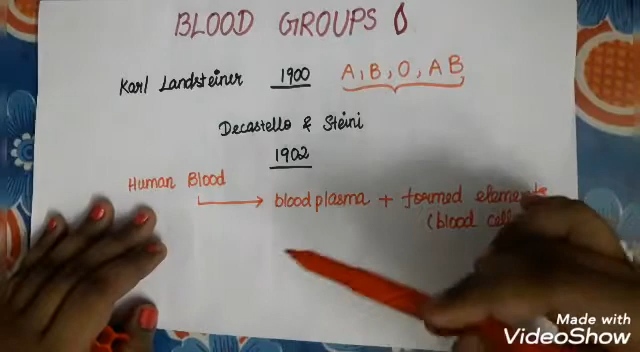 BLOOD GROUPS
Karl Landsteiner 1900 A, B, O, AB
Decastello & Steini
1902
Human Blood
blood plasma + formed elements
(blood cell
Made with
VideoShow